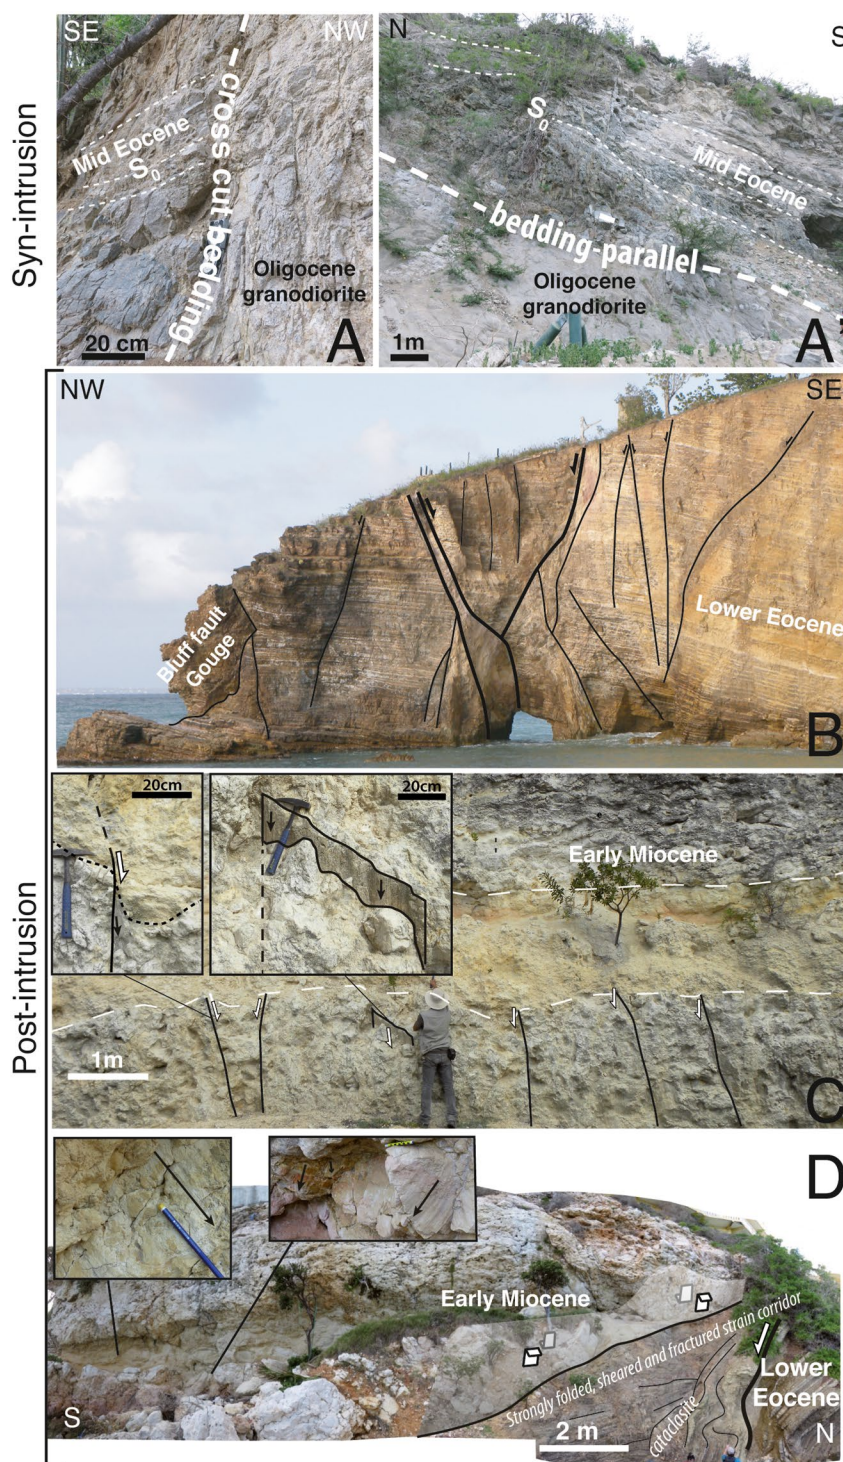 Syn-intrusion
SE
NW
Mid Eocene
S0
cross cut bedding
Oligocene
granodiorite
20 cm
A
N
S
S0
Mid Eocene
bedding-parallel
Oligocene
granodiorite
1m
A'
Post-intrusion
NW
SE
Bluff fault
Gouge
Lower Eocene
B
20cm
20cm
Early Miocene
1m
C
D
Early Miocene
Strongly folded, sheared and fractured strain corridor
cataclasite
Lower
Eocene
S
2 m
N